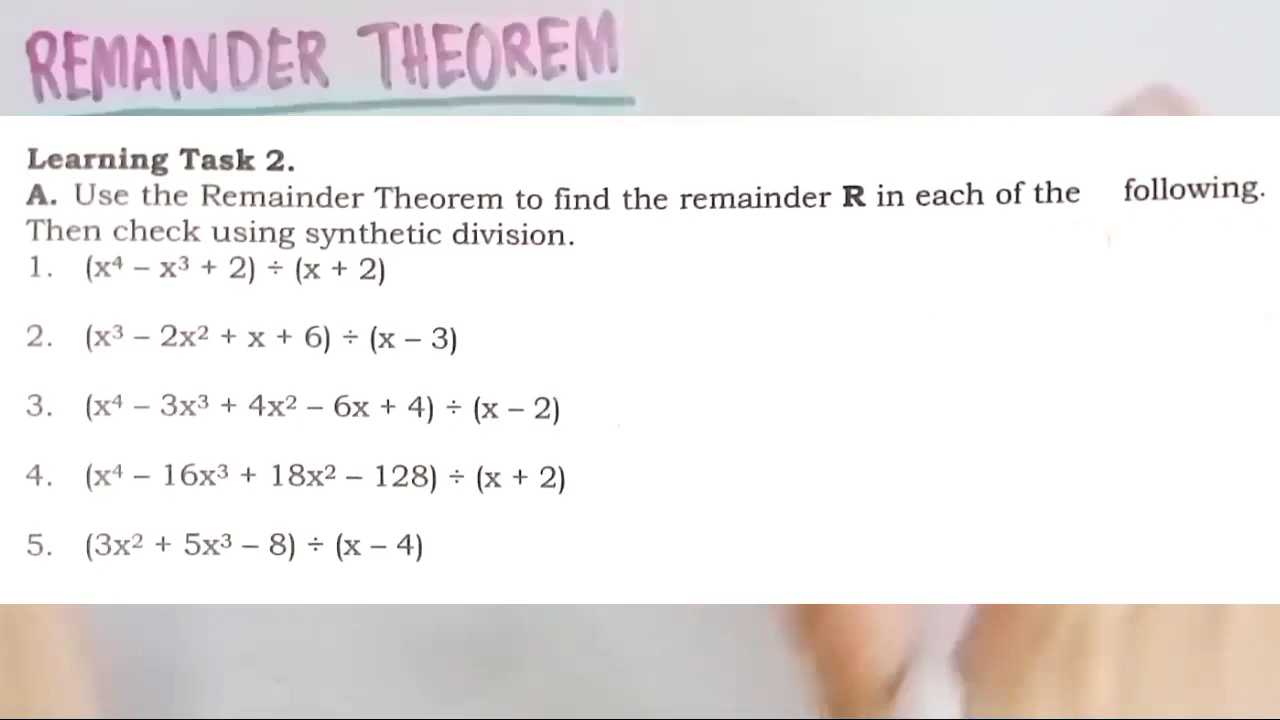 REMAINDER THEOREM
Learning Task 2.
A. Use the Remainder Theorem to find the remainder R in each of the following.
Then check using synthetic division.
1. (x⁴ – x³ + 2) ÷ (x + 2)
2. (x³ – 2x² + x + 6) ÷ (x – 3)
3. (x⁴ – 3x³ + 4x² – 6x + 4) ÷ (x – 2)
4. (x⁴ – 16x³ + 18x² – 128) ÷ (x + 2)
5. (3x² + 5x³ – 8) ÷ (x – 4)